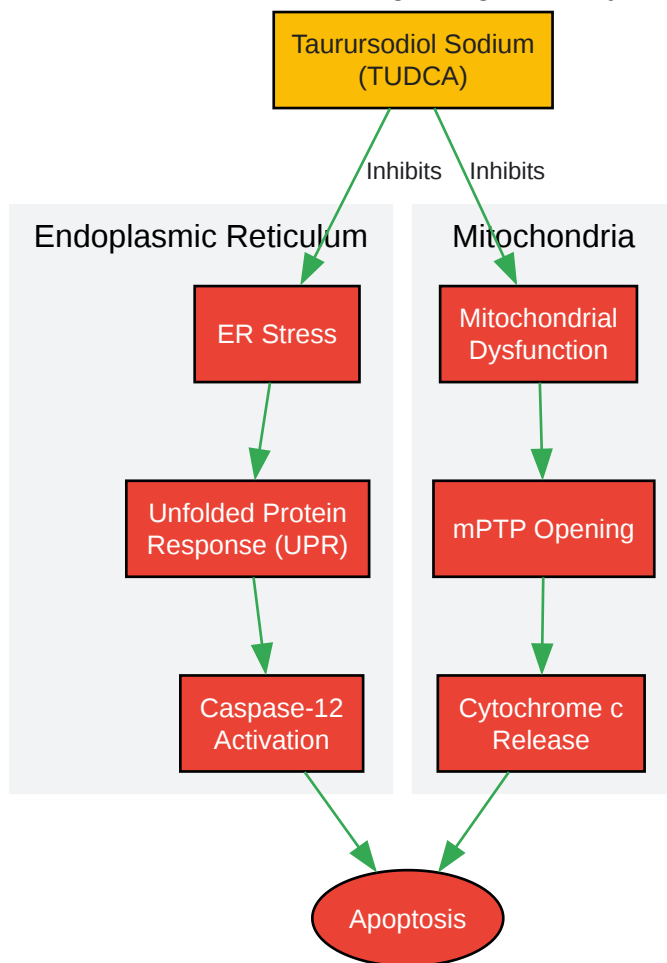 Taurursodiol Sodium
(TUDCA)
Inhibits
Inhibits
Endoplasmic Reticulum
Mitochondria
ER Stress
Mitochondrial
Dysfunction
Unfolded Protein
Response (UPR)
mPTP Opening
Caspase-12
Activation
Cytochrome c
Release
Apoptosis